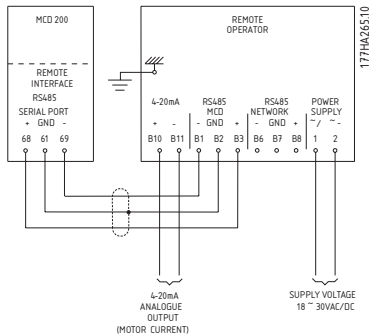 MCD 200
REMOTE
INTERFACE
RS485
SERIAL PORT
+ GND -
68 61 69
REMOTE
OPERATOR
4-20mA
+ -
B10 B11
RS485
MCD
- GND +
B1 B2 B3
RS485
NETWORK
- GND +
B6 B7 B8
POWER
SUPPLY
~/+ ~-
1 2
4-20mA
ANALOGUE
OUTPUT
(MOTOR CURRENT)
SUPPLY VOLTAGE
18 ~ 30VAC/DC
177HA265.10